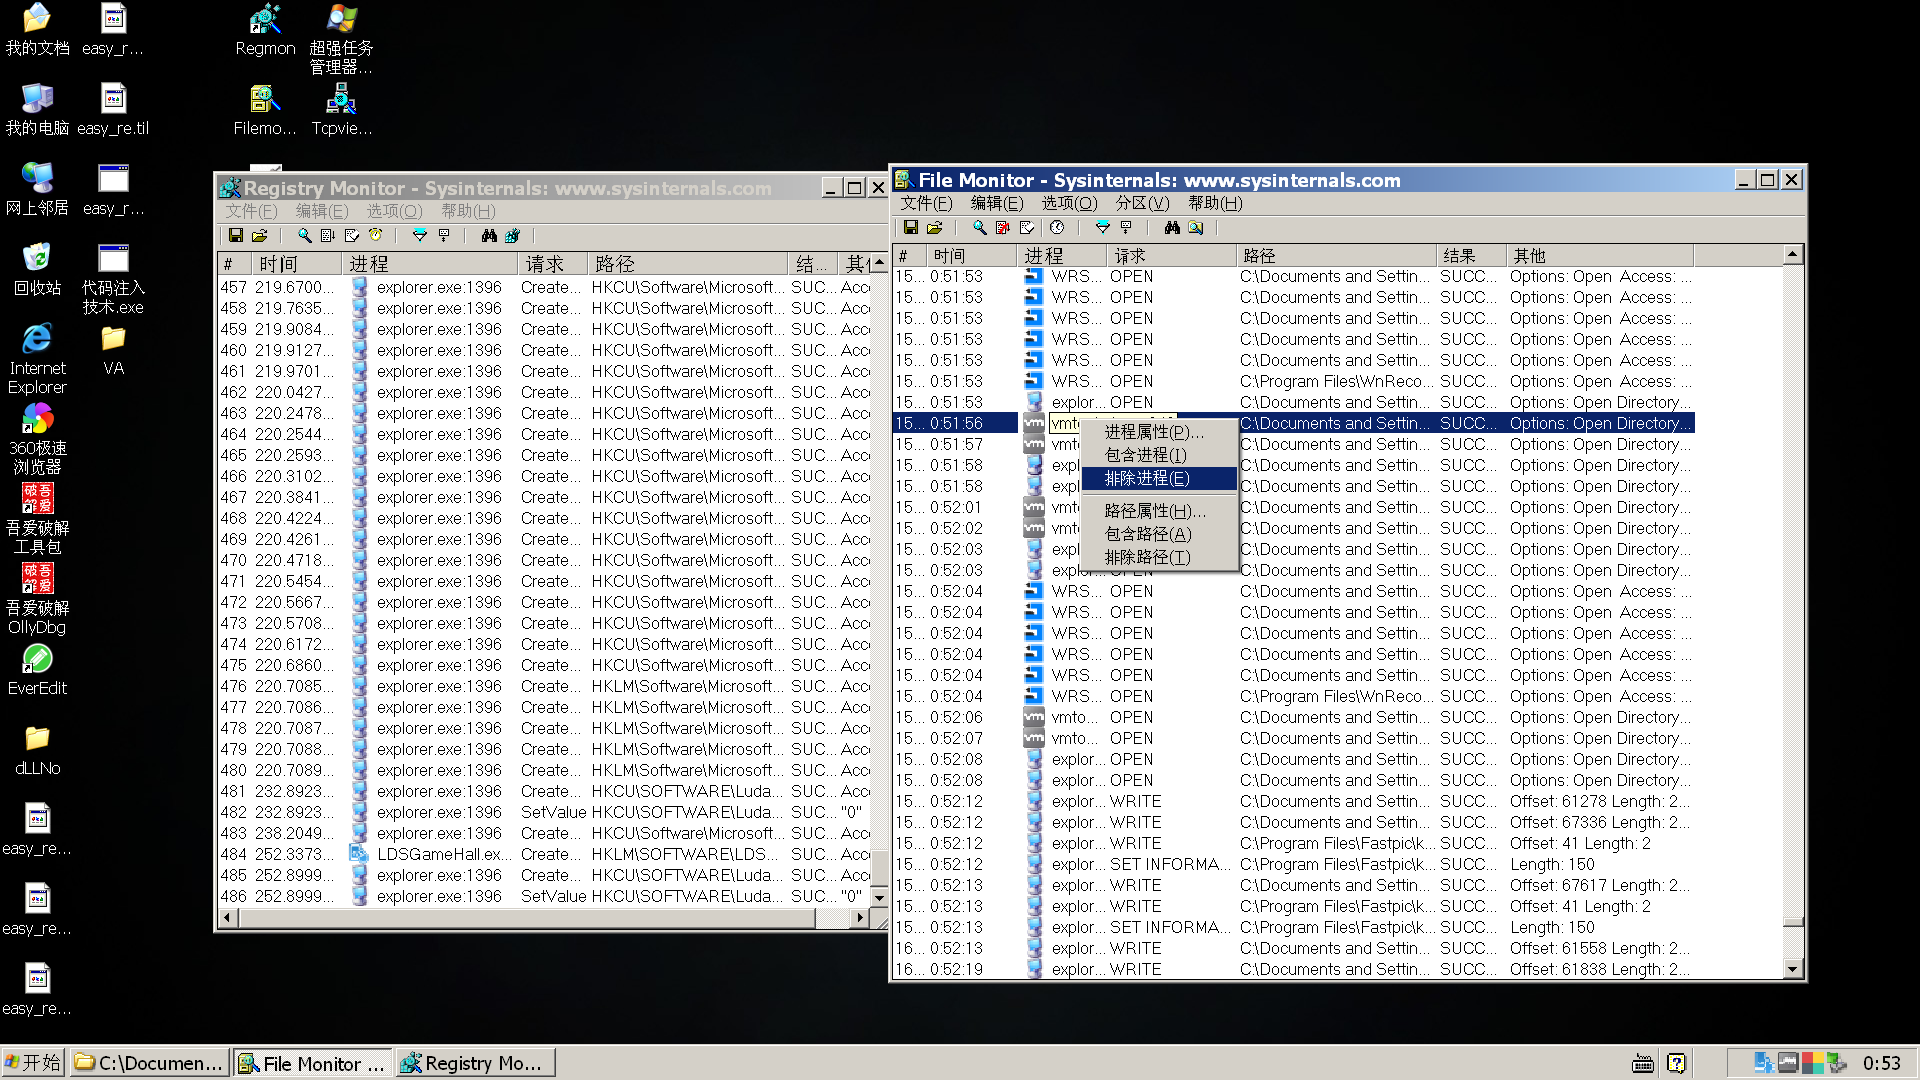 我的文档
easy_r...
Regmon
超强任务
管理器...
我的电脑
easy_re.til
Filemo...
Tcpvie...
网上邻居
easy_r...
回收站
代码注入
技术.exe
Internet
Explorer
VA
360极速
浏览器
吾爱破解
工具包
吾爱破解
OllyDbg
EverEdit
dLLNo
easy_re...
easy_re...
easy_re...
Registry Monitor - Sysinternals: www.sysinternals.com
文件(F) 编辑(E) 选项(O) 帮助(H)
# 时间 进程 请求 路径 结... 其
457 219.6700... explorer.exe:1396 Create... HKCU\Software\Microsoft... SUC... Acc
458 219.7635... explorer.exe:1396 Create... HKCU\Software\Microsoft... SUC... Acc
459 219.9084... explorer.exe:1396 Create... HKCU\Software\Microsoft... SUC... Acc
460 219.9127... explorer.exe:1396 Create... HKCU\Software\Microsoft... SUC... Acc
461 219.9701... explorer.exe:1396 Create... HKCU\Software\Microsoft... SUC... Acc
462 220.0427... explorer.exe:1396 Create... HKCU\Software\Microsoft... SUC... Acc
463 220.2478... explorer.exe:1396 Create... HKCU\Software\Microsoft... SUC... Acc
464 220.2544... explorer.exe:1396 Create... HKCU\Software\Microsoft... SUC... Acc
465 220.2593... explorer.exe:1396 Create... HKCU\Software\Microsoft... SUC... Acc
466 220.3102... explorer.exe:1396 Create... HKCU\Software\Microsoft... SUC... Acc
467 220.3841... explorer.exe:1396 Create... HKCU\Software\Microsoft... SUC... Acc
468 220.4224... explorer.exe:1396 Create... HKCU\Software\Microsoft... SUC... Acc
469 220.4261... explorer.exe:1396 Create... HKCU\Software\Microsoft... SUC... Acc
470 220.4718... explorer.exe:1396 Create... HKCU\Software\Microsoft... SUC... Acc
471 220.5454... explorer.exe:1396 Create... HKCU\Software\Microsoft... SUC... Acc
472 220.5667... explorer.exe:1396 Create... HKCU\Software\Microsoft... SUC... Acc
473 220.5708... explorer.exe:1396 Create... HKCU\Software\Microsoft... SUC... Acc
474 220.6172... explorer.exe:1396 Create... HKCU\Software\Microsoft... SUC... Acc
475 220.6860... explorer.exe:1396 Create... HKCU\Software\Microsoft... SUC... Acc
476 220.7085... explorer.exe:1396 Create... HKLM\Software\Microsoft... SUC... Acc
477 220.7086... explorer.exe:1396 Create... HKLM\Software\Microsoft... SUC... Acc
478 220.7087... explorer.exe:1396 Create... HKLM\Software\Microsoft... SUC... Acc
479 220.7088... explorer.exe:1396 Create... HKLM\Software\Microsoft... SUC... Acc
480 220.7089... explorer.exe:1396 Create... HKLM\Software\Microsoft... SUC... Acc
481 232.8923... explorer.exe:1396 Create... HKCU\SOFTWARE\Luda... SUC... Acc
482 232.8923... explorer.exe:1396 SetValue HKCU\SOFTWARE\Luda... SUC... "0"
483 238.2049... explorer.exe:1396 Create... HKCU\Software\Microsoft... SUC... Acc
484 252.3373... LDSGameHall.ex... Create... HKLM\SOFTWARE\LDS... SUC... Acc
485 252.8999... explorer.exe:1396 Create... HKCU\SOFTWARE\Luda... SUC... Acc
486 252.8999... explorer.exe:1396 SetValue HKCU\SOFTWARE\Luda... SUC... "0"
File Monitor - Sysinternals: www.sysinternals.com
文件(F) 编辑(E) 选项(O) 分区(V) 帮助(H)
# 时间 进程 请求 路径 结果 其他
15... 0:51:53 WRS... OPEN C:\Documents and Settin... SUCC... Options: Open Access: ...
15... 0:51:53 WRS... OPEN C:\Documents and Settin... SUCC... Options: Open Access: ...
15... 0:51:53 WRS... OPEN C:\Documents and Settin... SUCC... Options: Open Access: ...
15... 0:51:53 WRS... OPEN C:\Documents and Settin... SUCC... Options: Open Access: ...
15... 0:51:53 WRS... OPEN C:\Documents and Settin... SUCC... Options: Open Access: ...
15... 0:51:53 WRS... OPEN C:\Program Files\WnReco... SUCC... Options: Open Access: ...
15... 0:51:53 explor... OPEN C:\Documents and Settin... SUCC... Options: Open Directory...
15... 0:51:56 vmto C:\Documents and Settin... SUCC... Options: Open Directory...
15... 0:51:57 vmt C:\Documents and Settin... SUCC... Options: Open Directory...
15... 0:51:58 expl C:\Documents and Settin... SUCC... Options: Open Directory...
15... 0:51:58 expl C:\Documents and Settin... SUCC... Options: Open Directory...
15... 0:52:01 vmt C:\Documents and Settin... SUCC... Options: Open Directory...
15... 0:52:02 vmt C:\Documents and Settin... SUCC... Options: Open Directory...
15... 0:52:03 expl C:\Documents and Settin... SUCC... Options: Open Directory...
15... 0:52:03 expl C:\Documents and Settin... SUCC... Options: Open Directory...
15... 0:52:04 WRS... OPEN C:\Documents and Settin... SUCC... Options: Open Access: ...
15... 0:52:04 WRS... OPEN C:\Documents and Settin... SUCC... Options: Open Access: ...
15... 0:52:04 WRS... OPEN C:\Documents and Settin... SUCC... Options: Open Access: ...
15... 0:52:04 WRS... OPEN C:\Documents and Settin... SUCC... Options: Open Access: ...
15... 0:52:04 WRS... OPEN C:\Documents and Settin... SUCC... Options: Open Access: ...
15... 0:52:04 WRS... OPEN C:\Program Files\WnReco... SUCC... Options: Open Access: ...
15... 0:52:06 vmto... OPEN C:\Documents and Settin... SUCC... Options: Open Directory...
15... 0:52:07 vmto... OPEN C:\Documents and Settin... SUCC... Options: Open Directory...
15... 0:52:08 explor... OPEN C:\Documents and Settin... SUCC... Options: Open Directory...
15... 0:52:08 explor... OPEN C:\Documents and Settin... SUCC... Options: Open Directory...
15... 0:52:12 explor... WRITE C:\Documents and Settin... SUCC... Offset: 61278 Length: 2...
15... 0:52:12 explor... WRITE C:\Documents and Settin... SUCC... Offset: 67336 Length: 2...
15... 0:52:12 explor... WRITE C:\Program Files\Fastpic\k... SUCC... Offset: 41 Length: 2
15... 0:52:12 explor... SET INFORMA... C:\Program Files\Fastpic\k... SUCC... Length: 150
15... 0:52:13 explor... WRITE C:\Documents and Settin... SUCC... Offset: 67617 Length: 2...
15... 0:52:13 explor... WRITE C:\Program Files\Fastpic\k... SUCC... Offset: 41 Length: 2
15... 0:52:13 explor... SET INFORMA... C:\Program Files\Fastpic\k... SUCC... Length: 150
16... 0:52:13 explor... WRITE C:\Documents and Settin... SUCC... Offset: 61558 Length: 2...
16... 0:52:19 explor... WRITE C:\Documents and Settin... SUCC... Offset: 61838 Length: 2...
进程属性(P)...
包含进程(I)
排除进程(E)
路径属性(H)...
包含路径(A)
排除路径(T)
开始
C:\Documen...
File Monitor ...
Registry Mo...
0:53